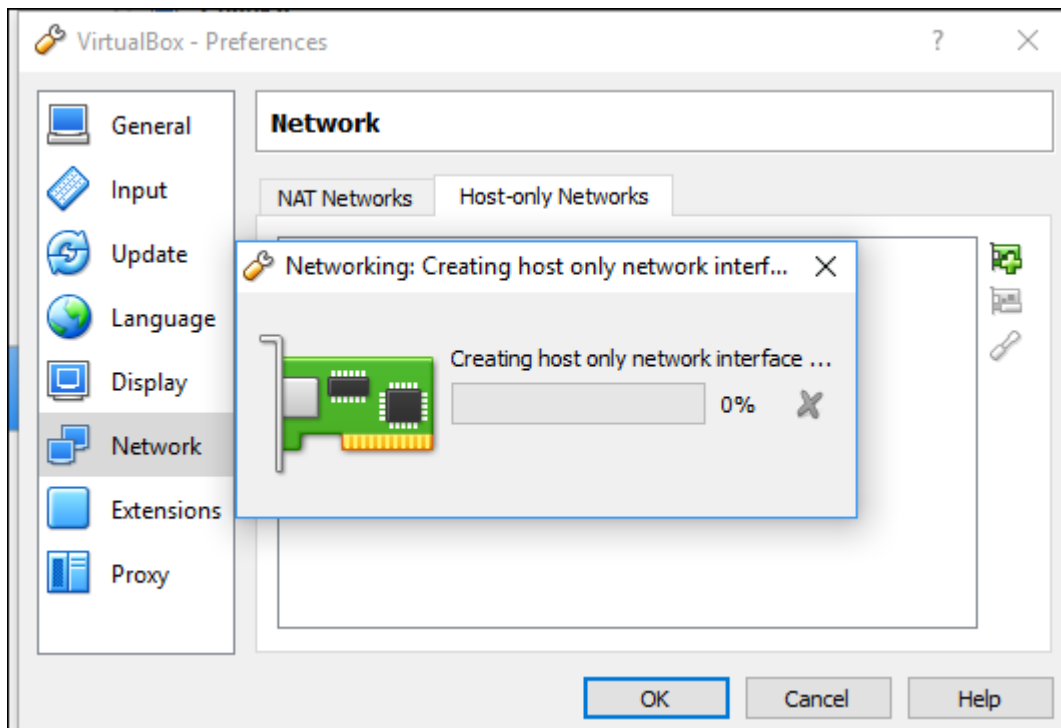 VirtualBox - Preferences
?
General
Input
Update
Language
Display
Network
Extensions
Proxy
Network
NAT Networks
Host-only Networks
Networking: Creating host only network interf...
Creating host only network interface ...
0%
OK
Cancel
Help